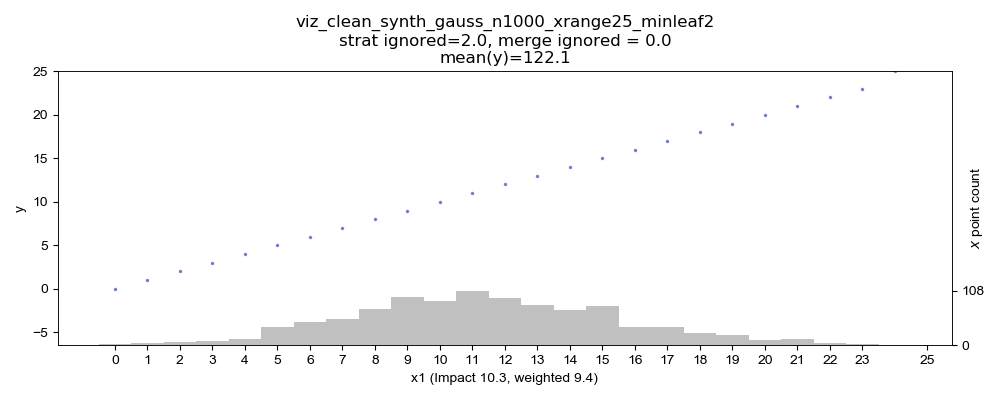 viz_clean_synth_gauss_n1000_xrange25_minleaf2
strat ignored=2.0, merge ignored = 0.0
mean(y)=122.1
25
20
15
10
5
0
−5
y
x point count
108
0
0 1 2 3 4 5 6 7 8 9 10 11 12 13 14 15 16 17 18 19 20 21 22 23 25
x1 (Impact 10.3, weighted 9.4)